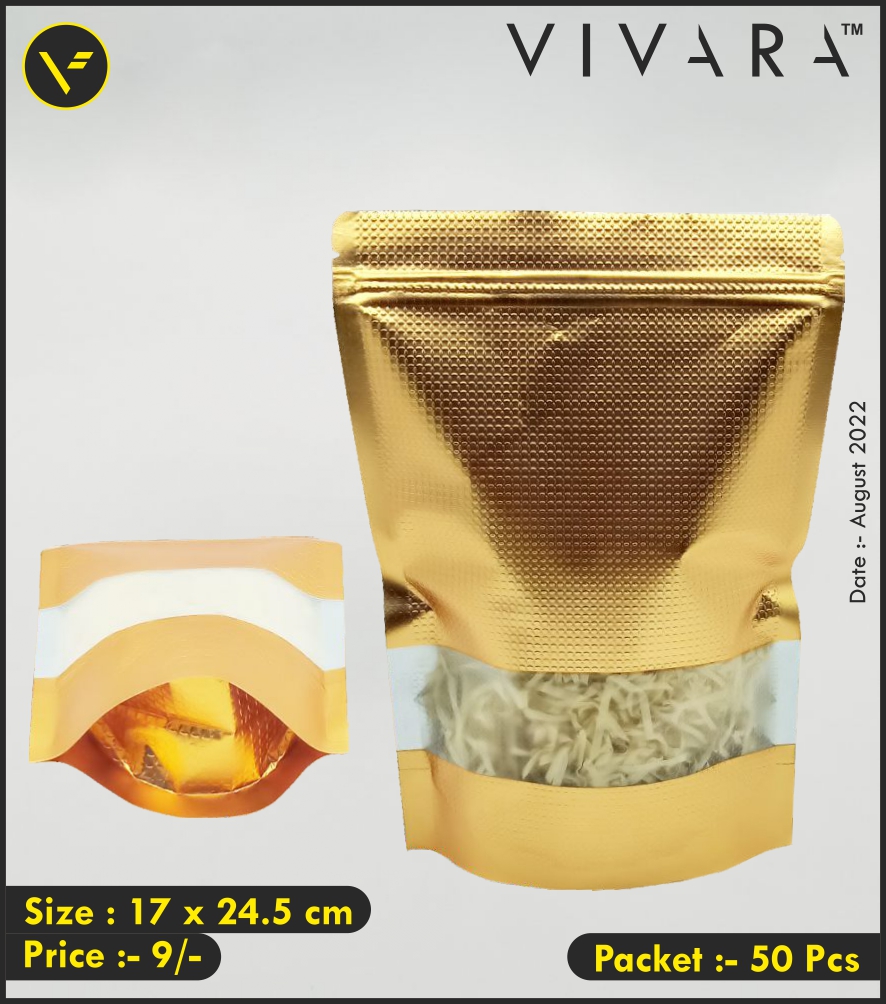 VIVARA™
Date :- August 2022
Size : 17 x 24.5 cm
Price :- 9/-
Packet :- 50 Pcs